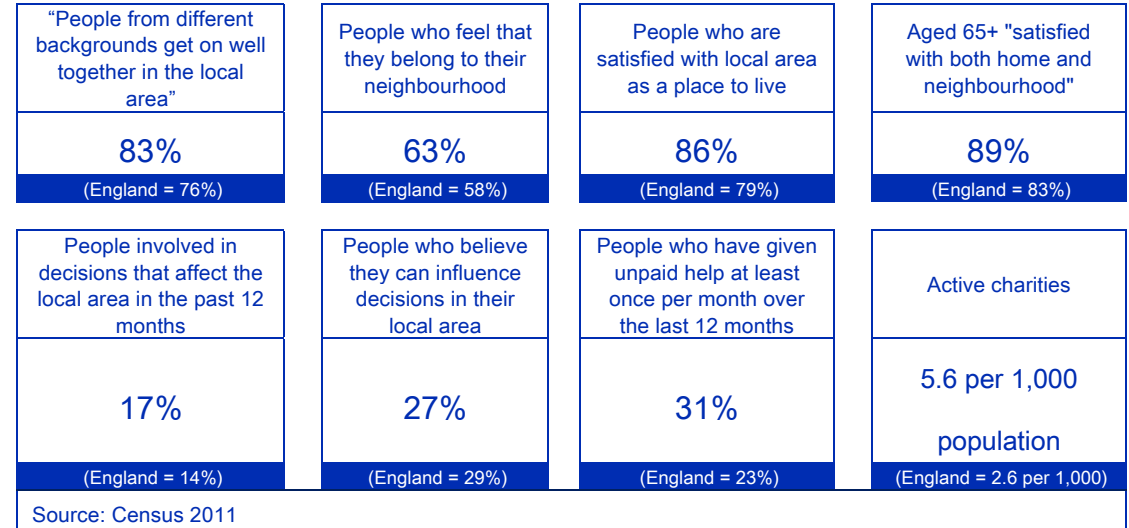 “People from different
backgrounds get on well
together in the local
area”
83%
(England = 76%)
People who feel that
they belong to their
neighbourhood
63%
(England = 58%)
People who are
satisfied with local area
as a place to live
86%
(England = 79%)
Aged 65+ "satisfied
with both home and
neighbourhood"
89%
(England = 83%)
People involved in
decisions that affect the
local area in the past 12
months
17%
(England = 14%)
People who believe
they can influence
decisions in their
local area
27%
(England = 29%)
People who have given
unpaid help at least
once per month over
the last 12 months
31%
(England = 23%)
Active charities
5.6 per 1,000
population
(England = 2.6 per 1,000)
Source: Census 2011